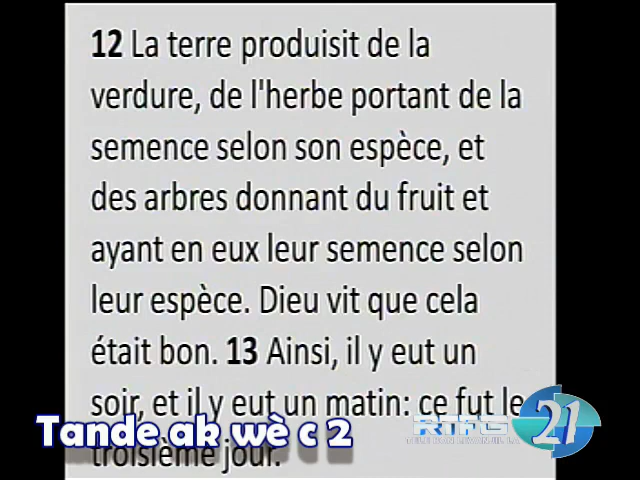 12 La terre produisit de la
verdure, de l'herbe portant de la
semence selon son espèce, et
des arbres donnant du fruit et
ayant en eux leur semence selon
leur espèce. Dieu vit que cela
était bon. 13 Ainsi, il y eut un
soir, et il y eut un matin: ce fut le
troisième jour.
Tande ak wè c 2
21